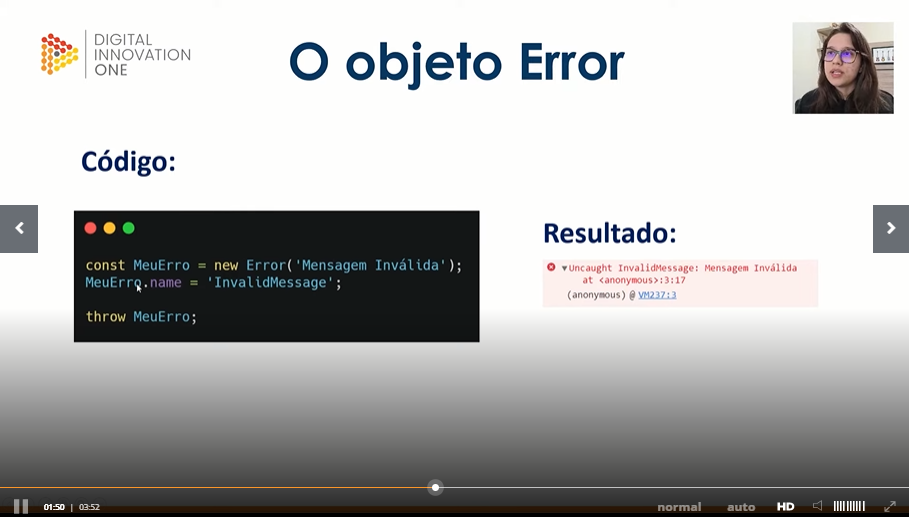 DIGITAL
INNOVATION
ONE
O objeto Error
Código:
const MeuErro = new Error('Mensagem Inválida');
MeuErro.name = 'InvalidMessage';
throw MeuErro;
Resultado:
Uncaught InvalidMessage: Mensagem Inválida
at <anonymous>:3:17
(anonymous) @ VM237:3
01:50 | 03:52
normal auto HD